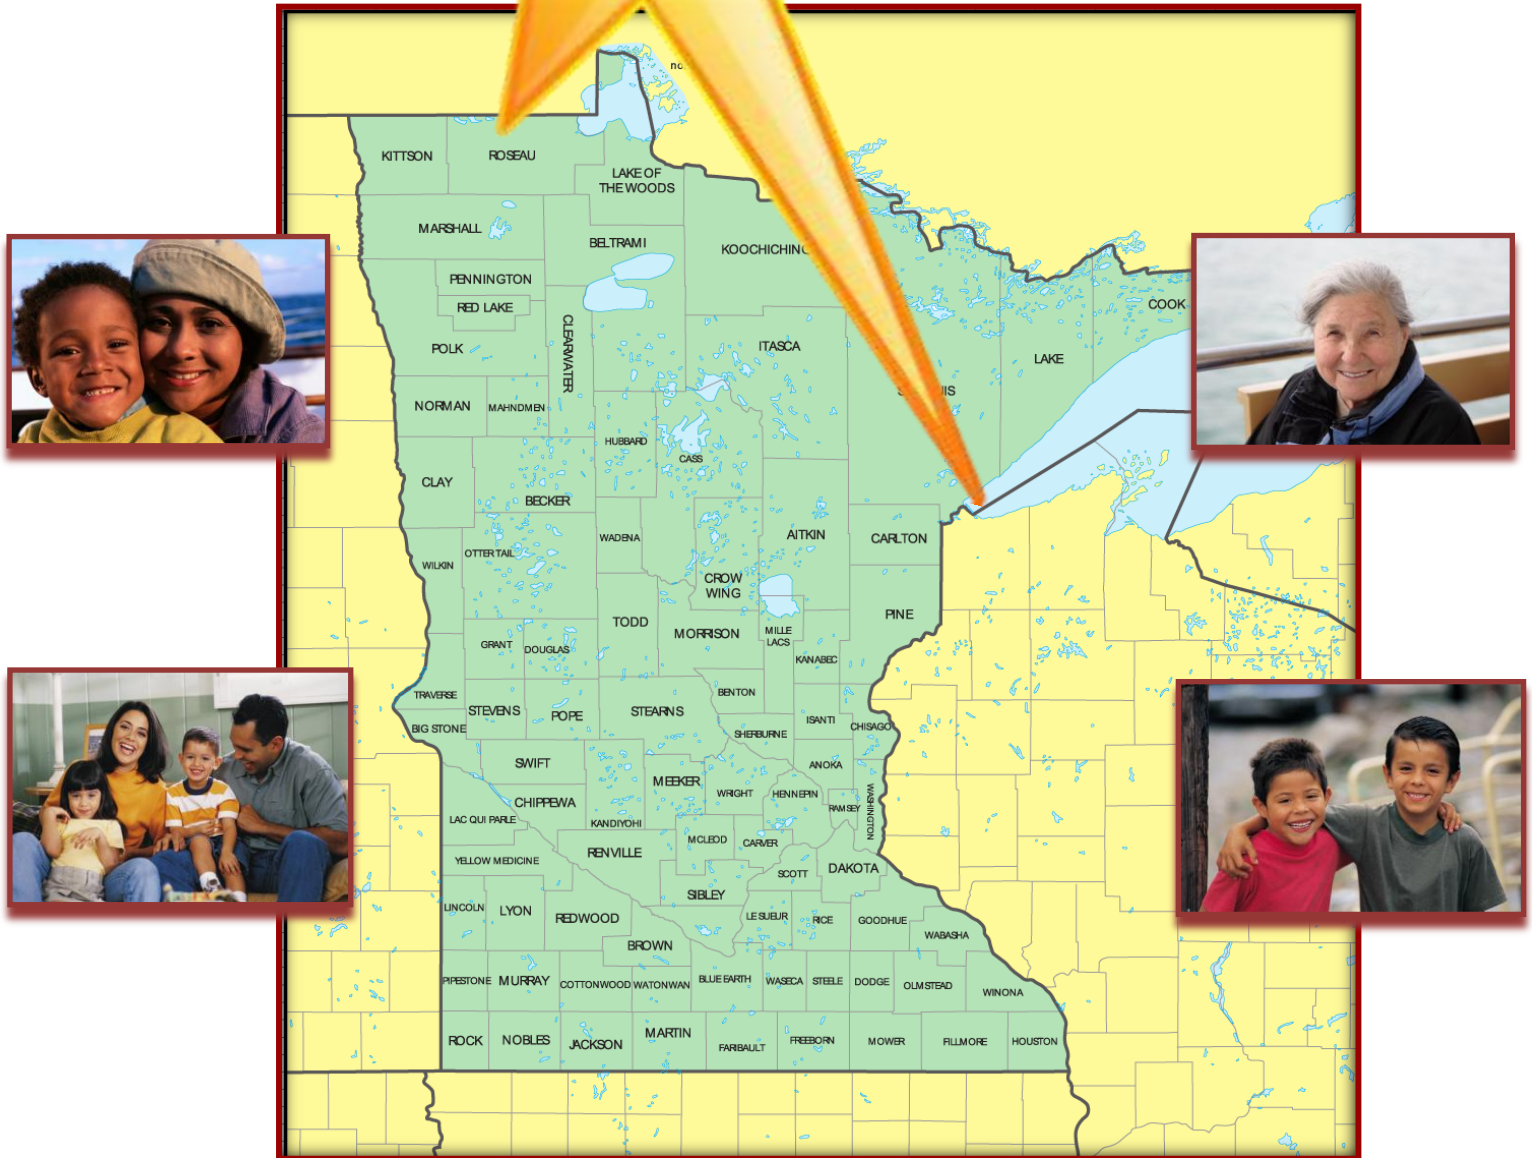 KITTSON
ROSEAU
LAKE OF
THE WOODS
MARSHALL
BELTRAMI
KOOCHICHING
PENNINGTON
RED LAKE
COOK
CLEARWATER
POLK
ITASCA
LAKE
NORMAN
MAHNOMEN
HUBBARD
CASS
CLAY
BECKER
AITKIN
CARLTON
WADENA
OTTER TAIL
WILKIN
CROW
WING
PINE
TODD
MORRISON
MILLE
LACS
GRANT
DOUGLAS
KANABEC
TRAVERSE
BENTON
STEVENS
POPE
STEARNS
ISANTI
CHISAGO
BIG STONE
SHERBURNE
SWIFT
ANOKA
MEEKER
WRIGHT
HENNEPIN
CHIPPEWA
RAMSEY
WASHINGTON
LAC QUI PARLE
KANDIYOHI
MCLEOD
CARVER
RENVILLE
YELLOW MEDICINE
DAKOTA
SCOTT
SIBLEY
LINCOLN
LYON
REDWOOD
LE SUEUR
RICE
GOODHUE
WABASHA
BROWN
PIPESTONE
MURRAY
COTTONWOOD
WATONWAN
BLUE EARTH
WASECA
STEELE
DODGE
OLMSTEAD
WINONA
ROCK
NOBLES
JACKSON
MARTIN
FARIBAULT
FREEBORN
MOWER
FILLMORE
HOUSTON